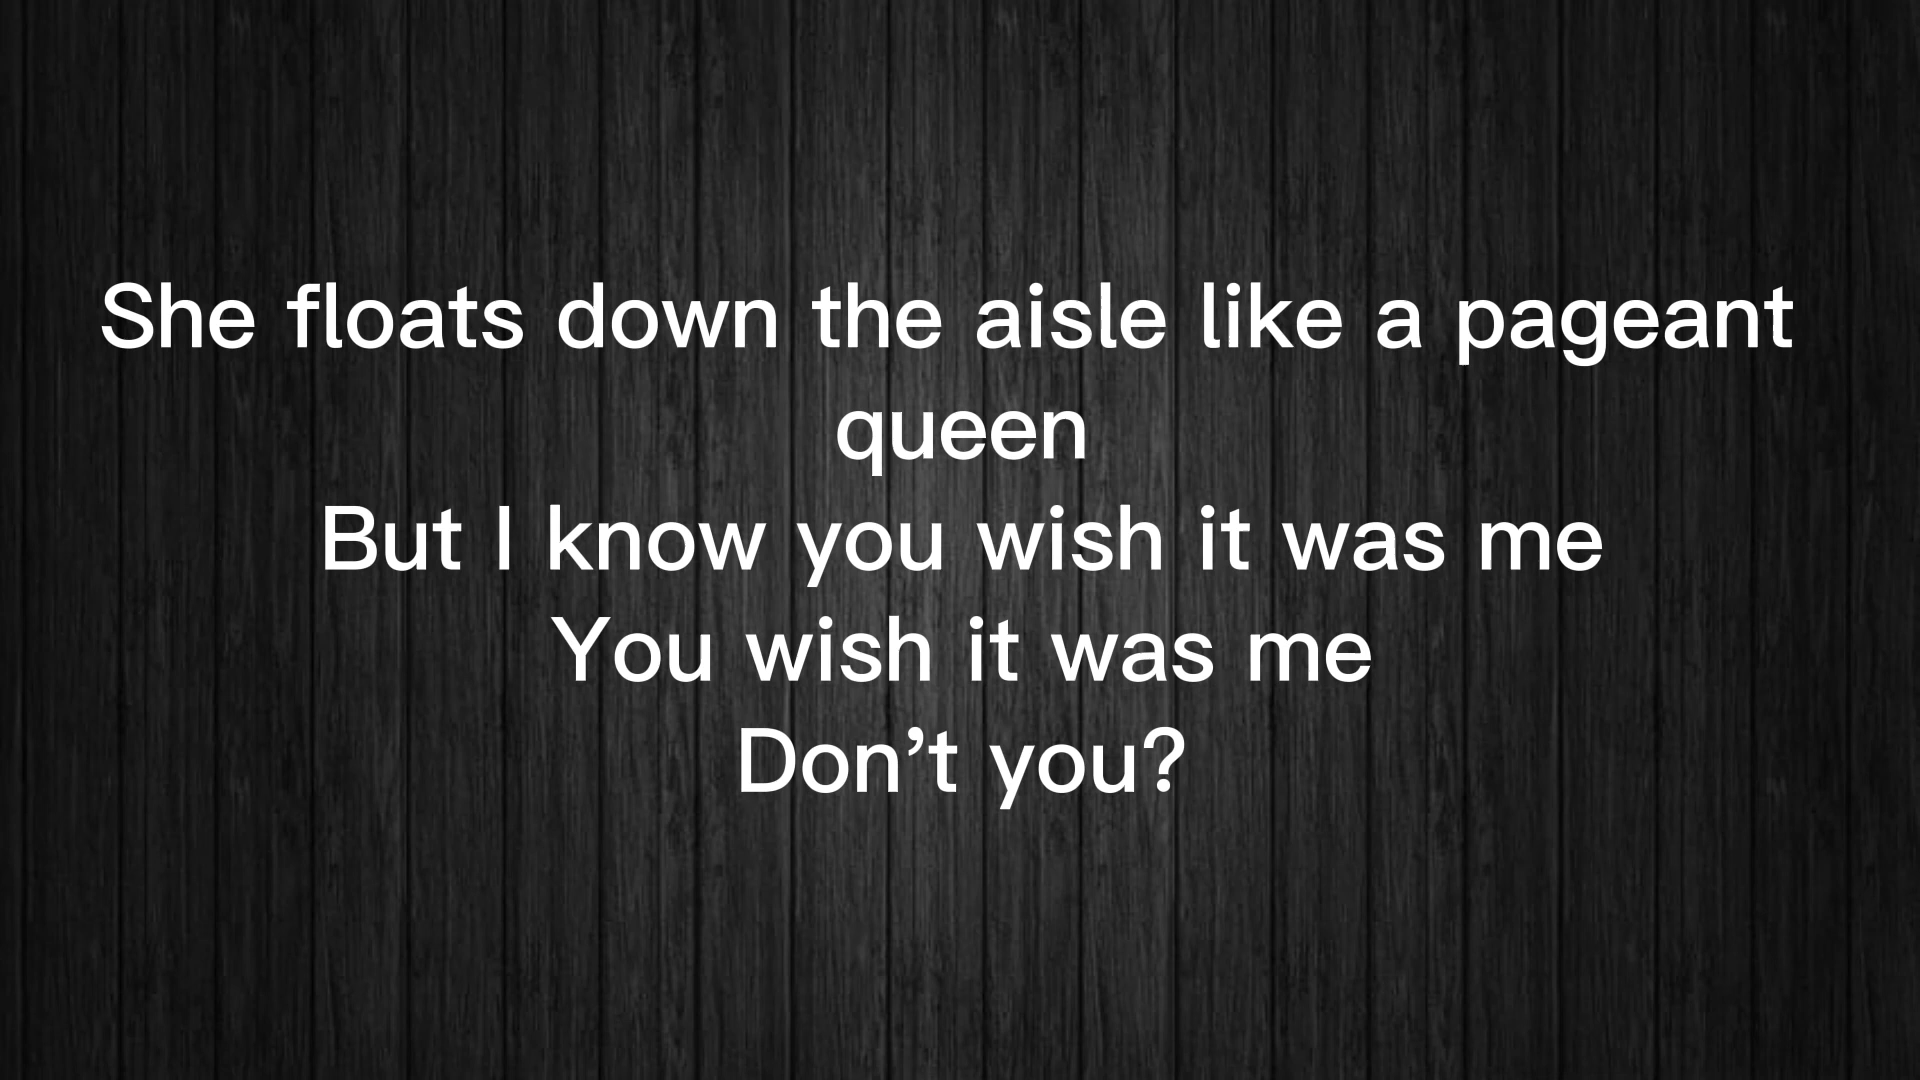 She floats down the aisle like a pageant
queen
But I know you wish it was me
You wish it was me
Don’t you?